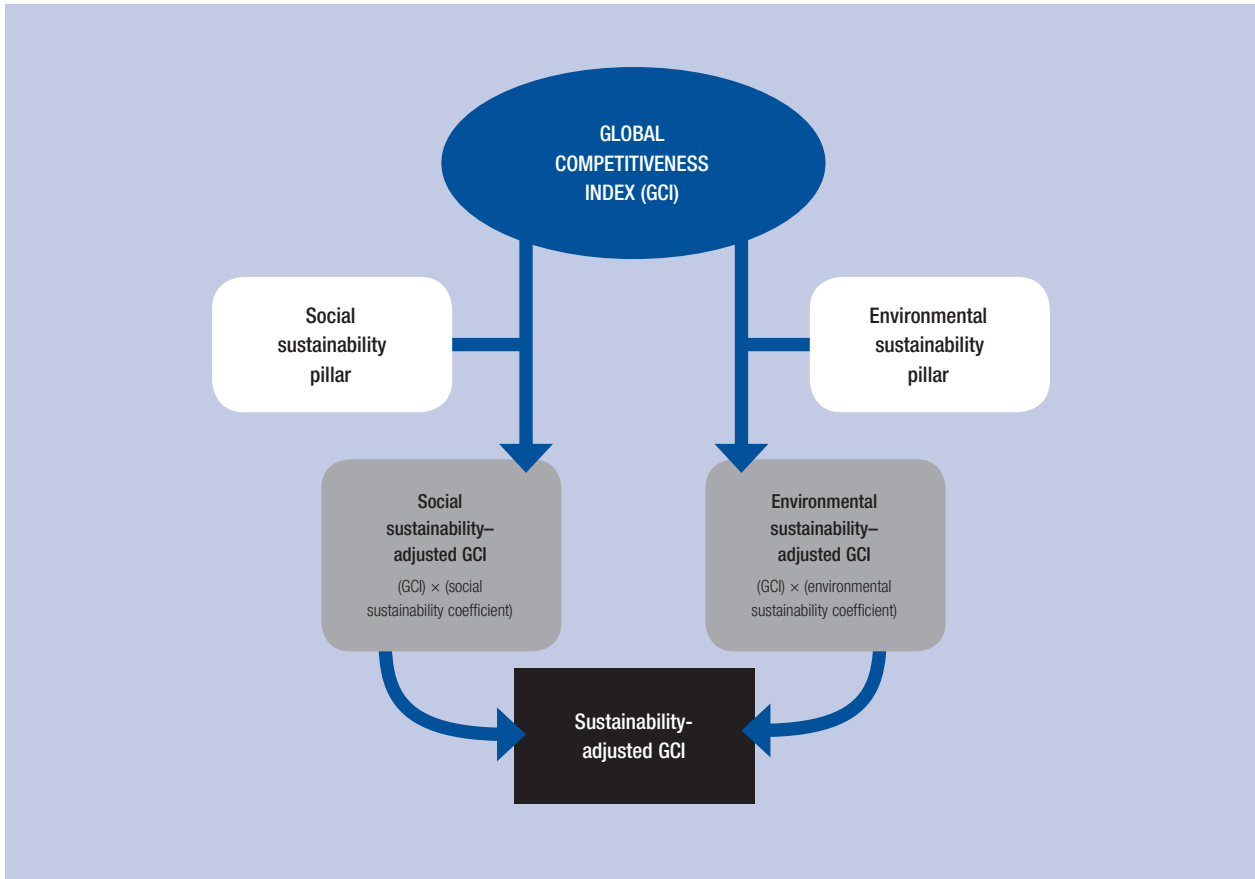 GLOBAL
COMPETITIVENESS
INDEX (GCI)
Social
sustainability
pillar
Environmental
sustainability
pillar
Social
sustainability–
adjusted GCI
(GCI) × (social
sustainability coefficient)
Environmental
sustainability–
adjusted GCI
(GCI) × (environmental
sustainability coefficient)
Sustainability-
adjusted GCI